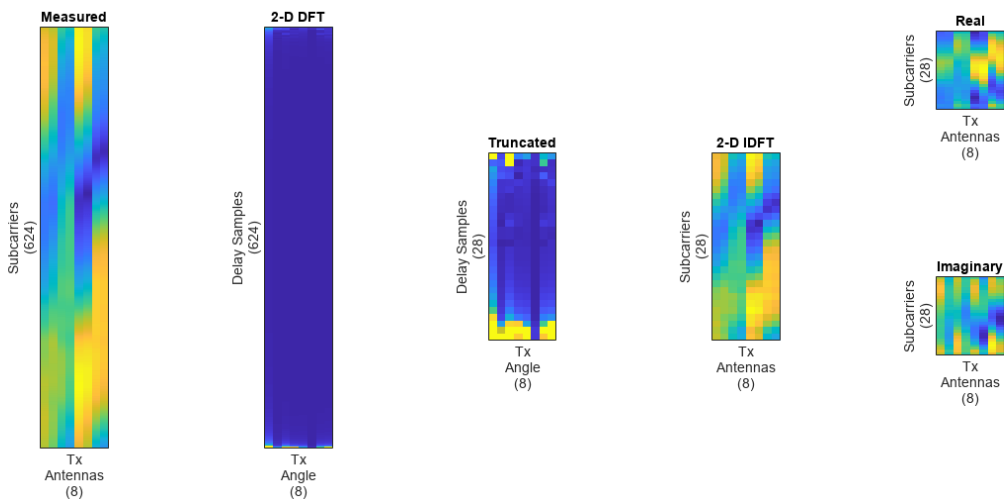 Measured
Subcarriers
(624)
Tx
Antennas
(8)
2-D DFT
Delay Samples
(624)
Tx
Angle
(8)
Truncated
Delay Samples
(28)
Tx
Angle
(8)
2-D IDFT
Subcarriers
(28)
Tx
Antennas
(8)
Real
Subcarriers
(28)
Tx
Antennas
(8)
Imaginary
Subcarriers
(28)
Tx
Antennas
(8)